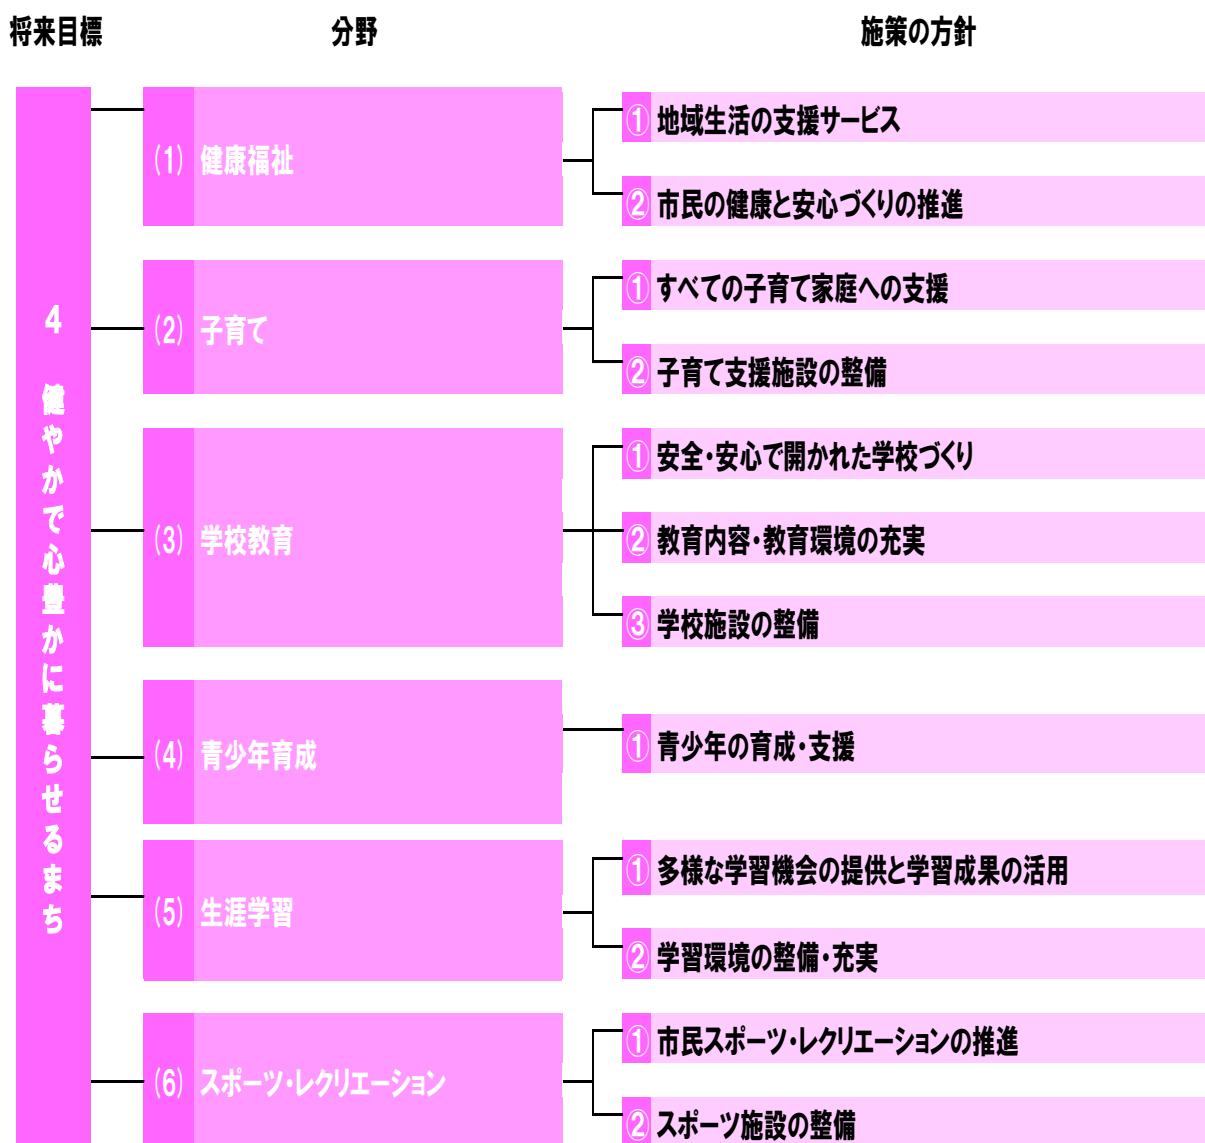 将来目標 分野 施策の方針
4 健やかで心豊かに暮らせるまち
(1) 健康福祉
① 地域生活の支援サービス
② 市民の健康と安心づくりの推進
(2) 子育て
① すべての子育て家庭への支援
② 子育て支援施設の整備
(3) 学校教育
① 安全・安心で開かれた学校づくり
② 教育内容・教育環境の充実
③ 学校施設の整備
(4) 青少年育成
① 青少年の育成・支援
(5) 生涯学習
① 多様な学習機会の提供と学習成果の活用
② 学習環境の整備・充実
(6) スポーツ・レクリエーション
① 市民スポーツ・レクリエーションの推進
② スポーツ施設の整備